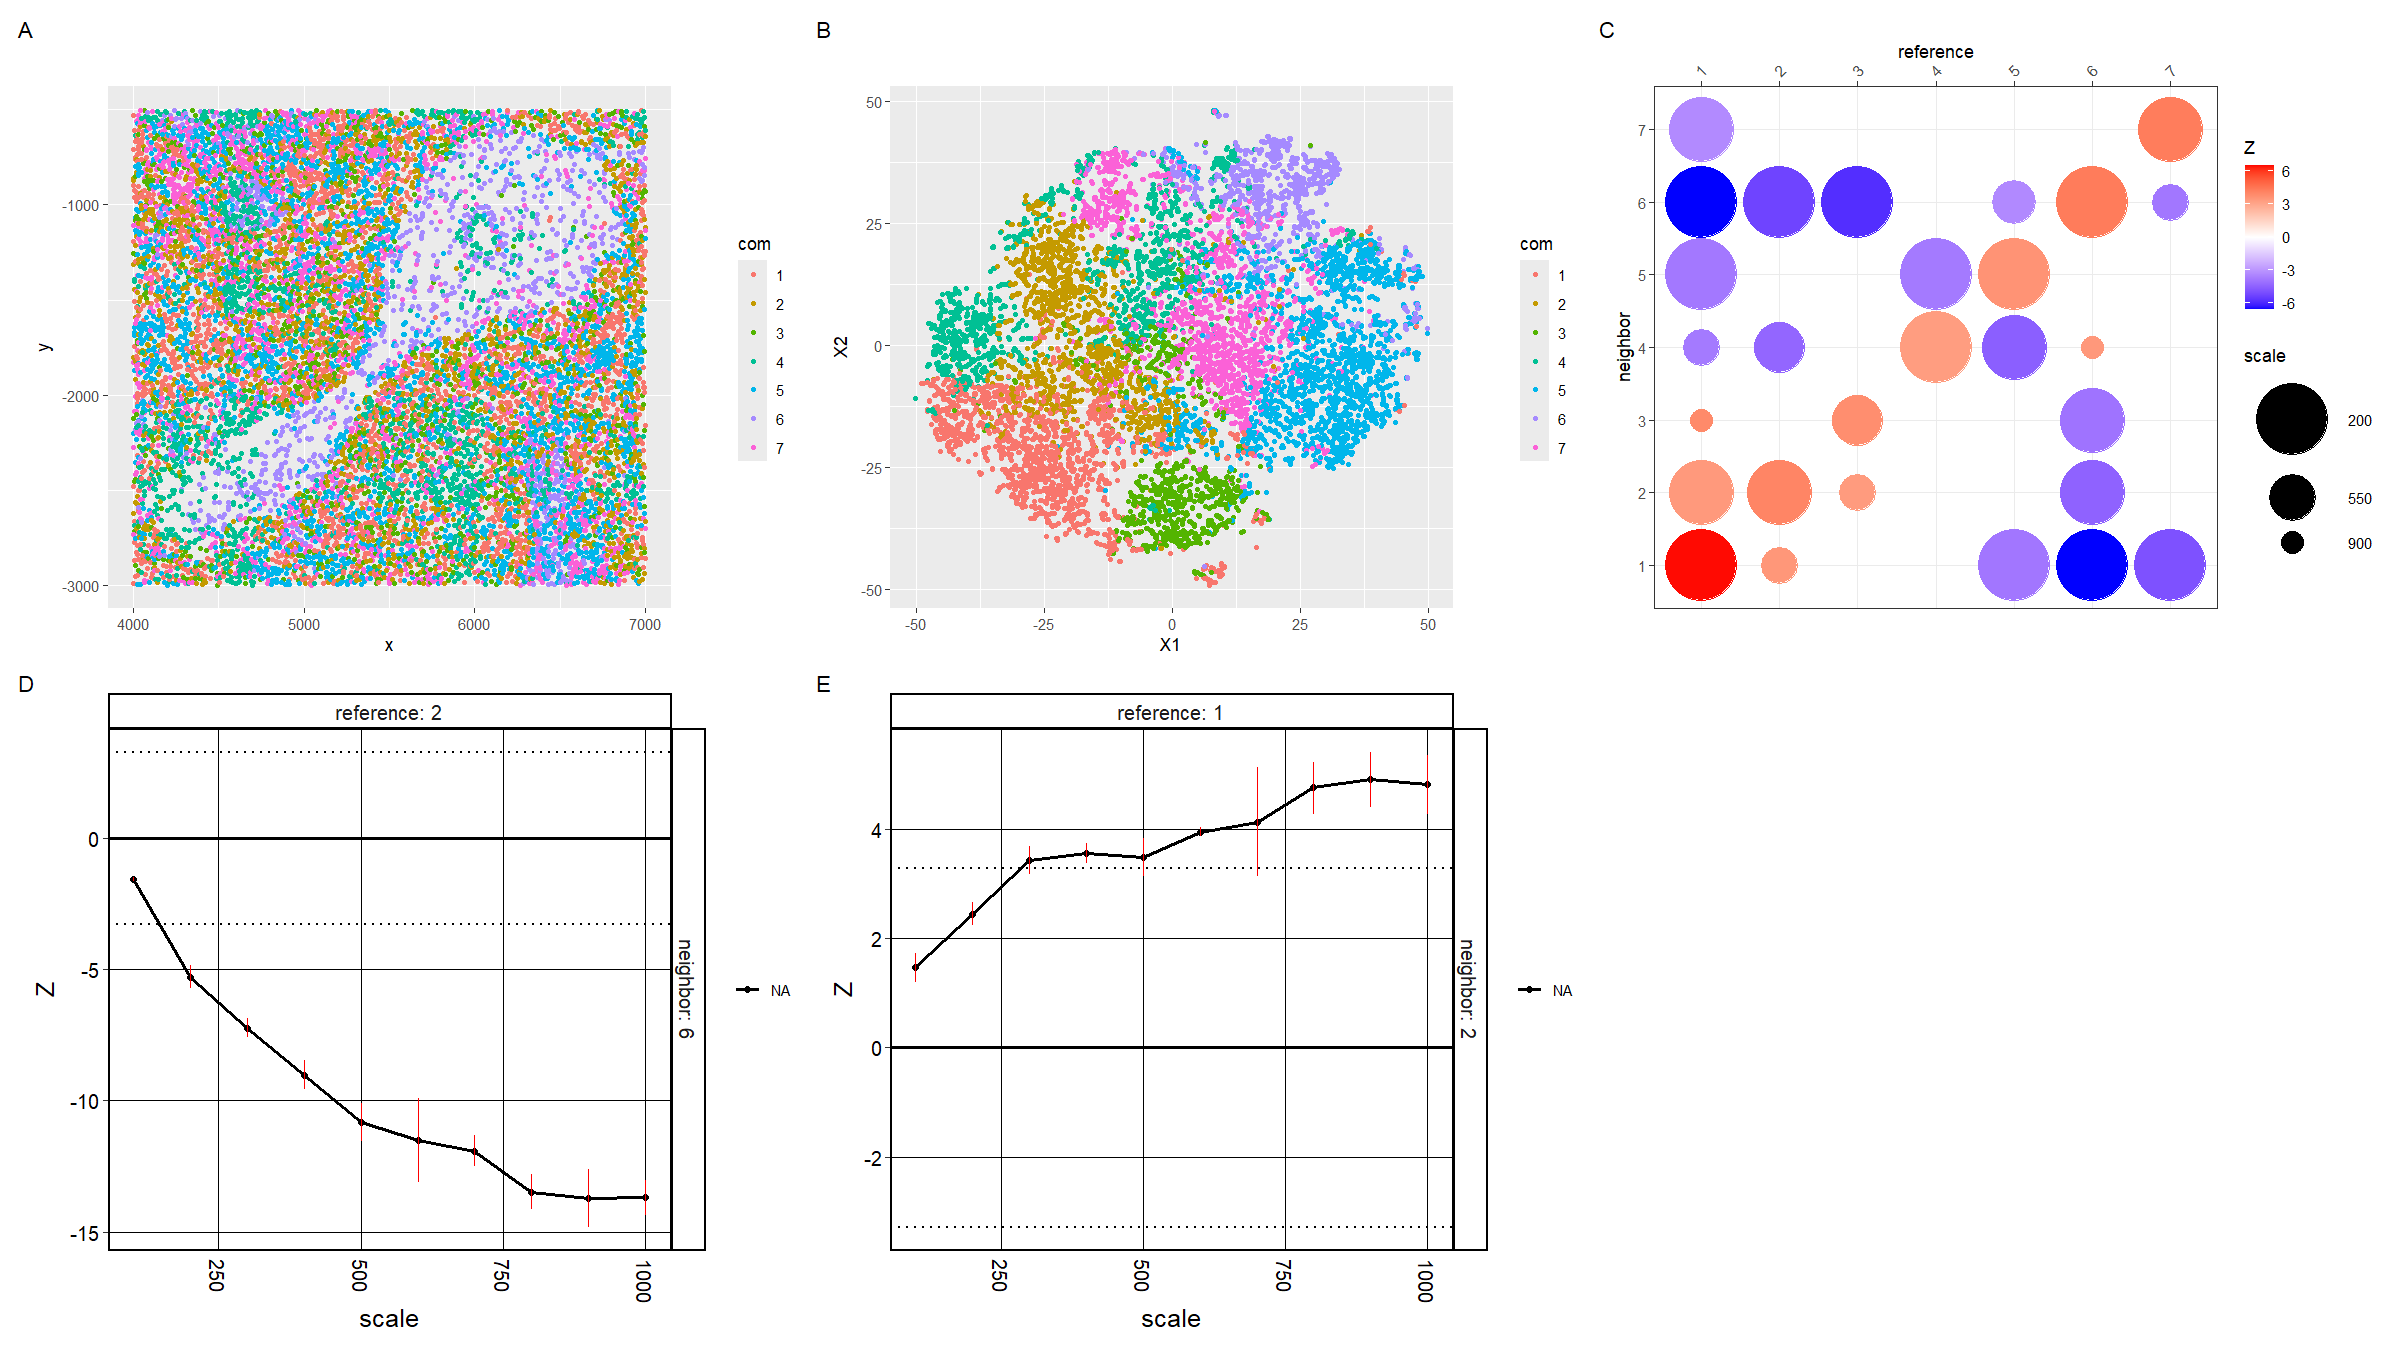 A
-1000
-2000
-3000
y
4000 5000 6000 7000
x
com
1
2
3
4
5
6
7
B
50
25
0
-25
-50
X2
-50 -25 0 25 50
X1
com
1
2
3
4
5
6
7
C
reference
1 2 3 4 5 6 7
neighbor
7
6
5
4
3
2
1
Z
6
3
0
-3
-6
scale
200
550
900
D
reference: 2
0
-5
-10
-15
Z
neighbor: 6
250 500 750 1000
scale
NA
E
reference: 1
4
2
0
-2
Z
neighbor: 2
250 500 750 1000
scale
NA